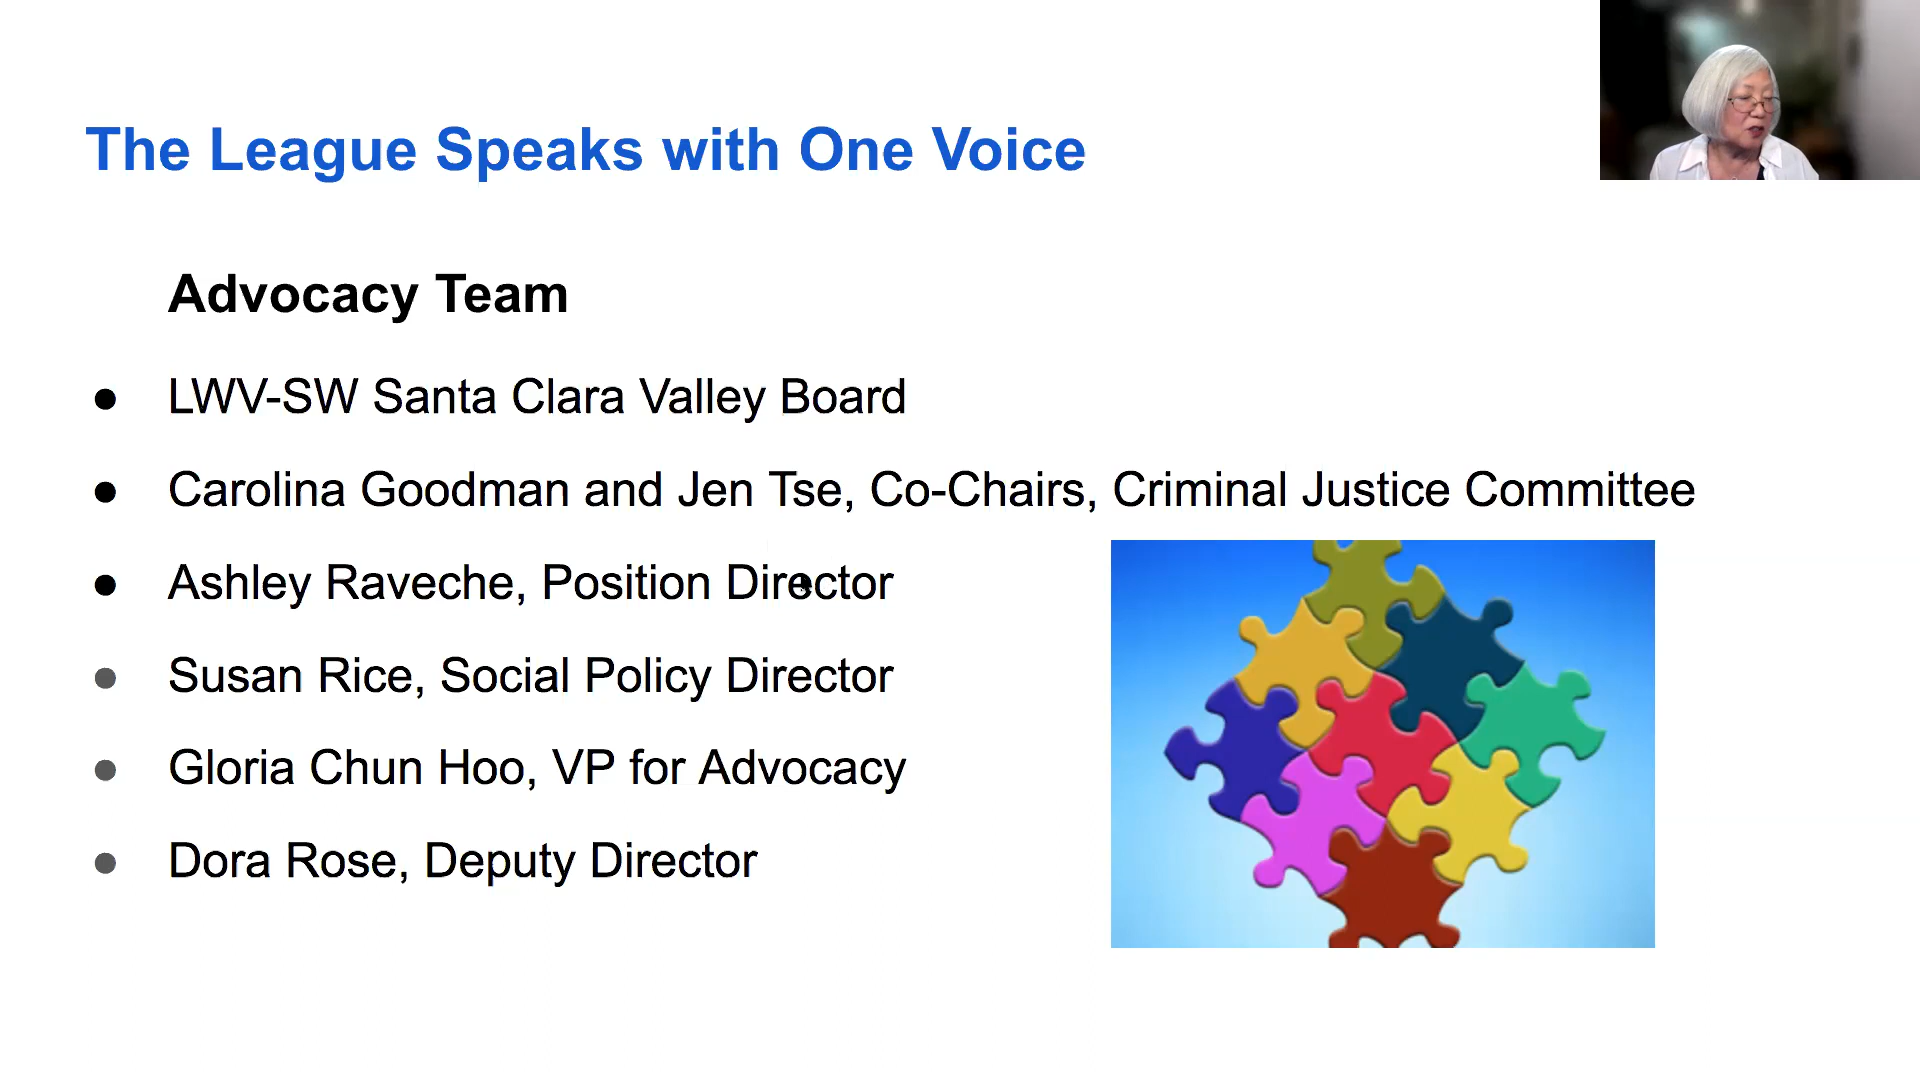 The League Speaks with One Voice
Advocacy Team
LWV-SW Santa Clara Valley Board
Carolina Goodman and Jen Tse, Co-Chairs, Criminal Justice Committee
Ashley Raveche, Position Director
Susan Rice, Social Policy Director
Gloria Chun Hoo, VP for Advocacy
Dora Rose, Deputy Director